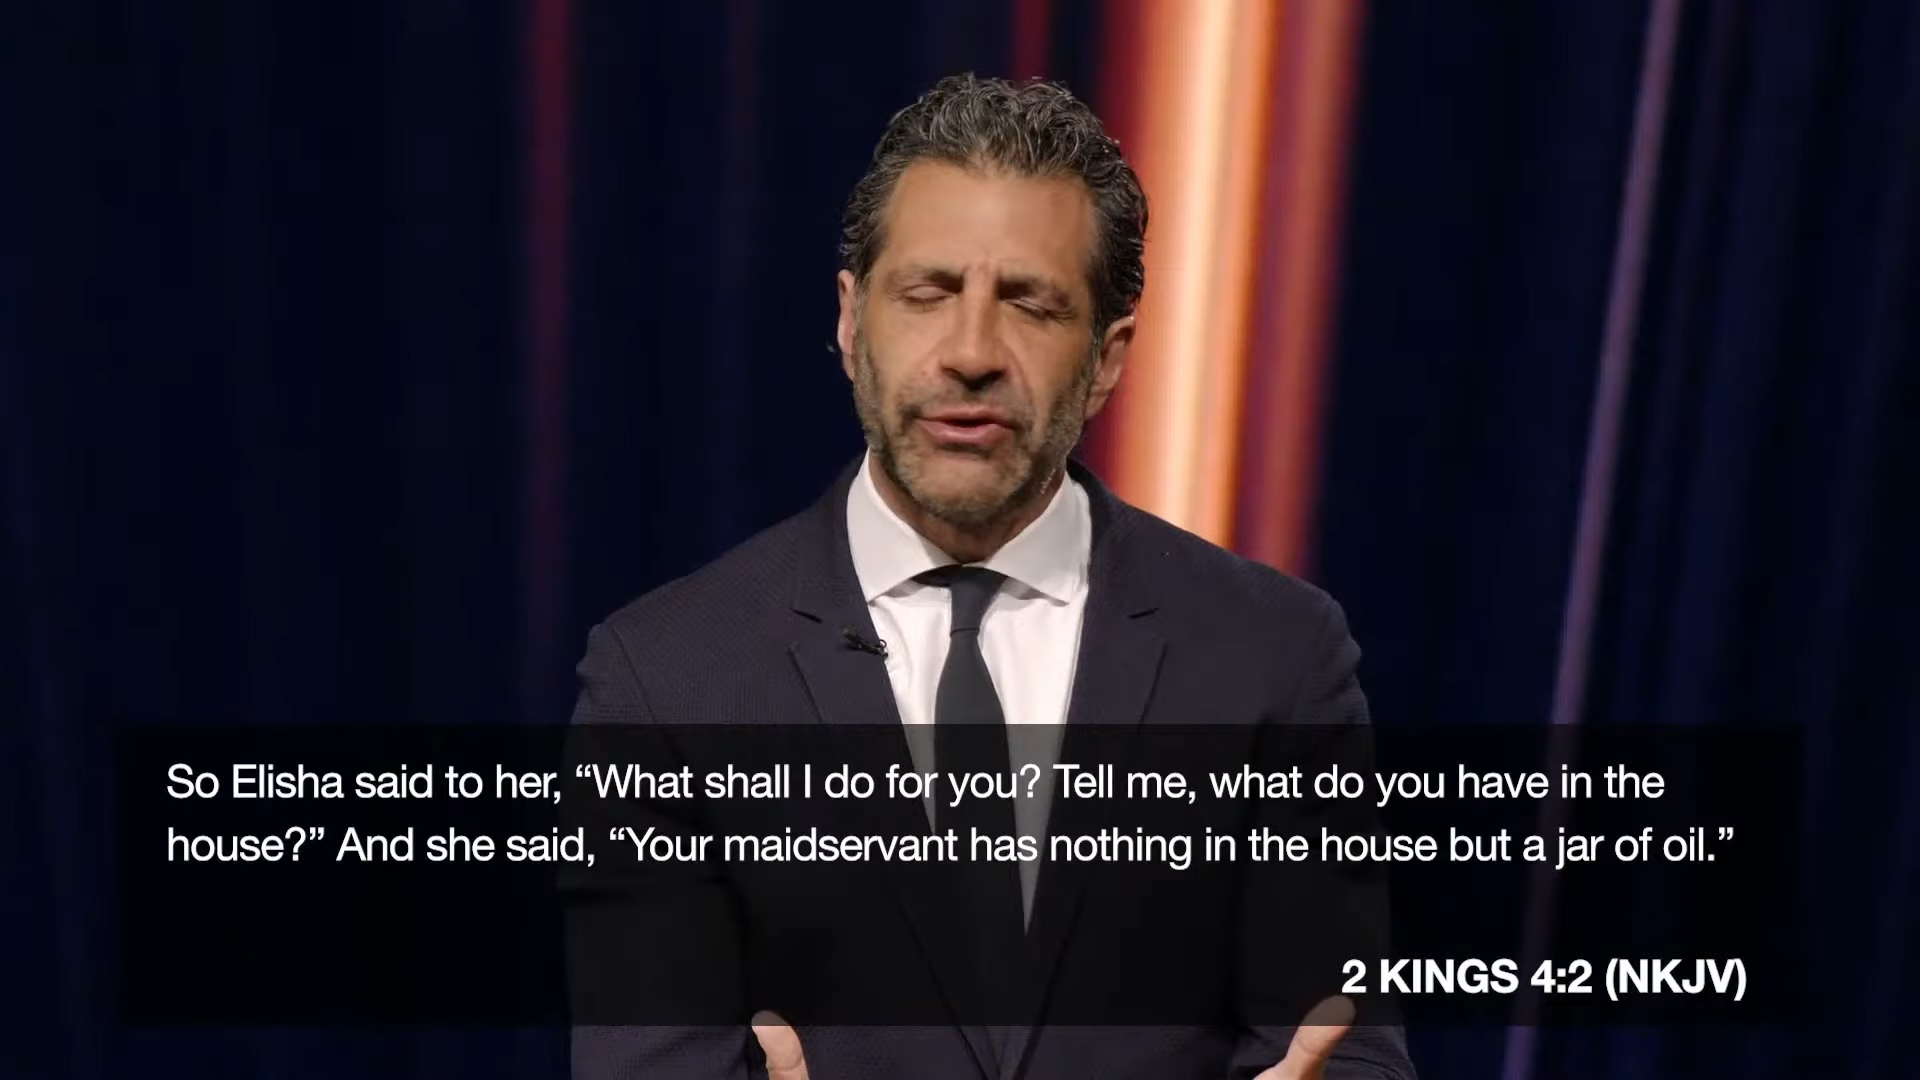 So Elisha said to her, “What shall I do for you? Tell me, what do you have in the
house?” And she said, “Your maidservant has nothing in the house but a jar of oil.”
2 KINGS 4:2 (NKJV)